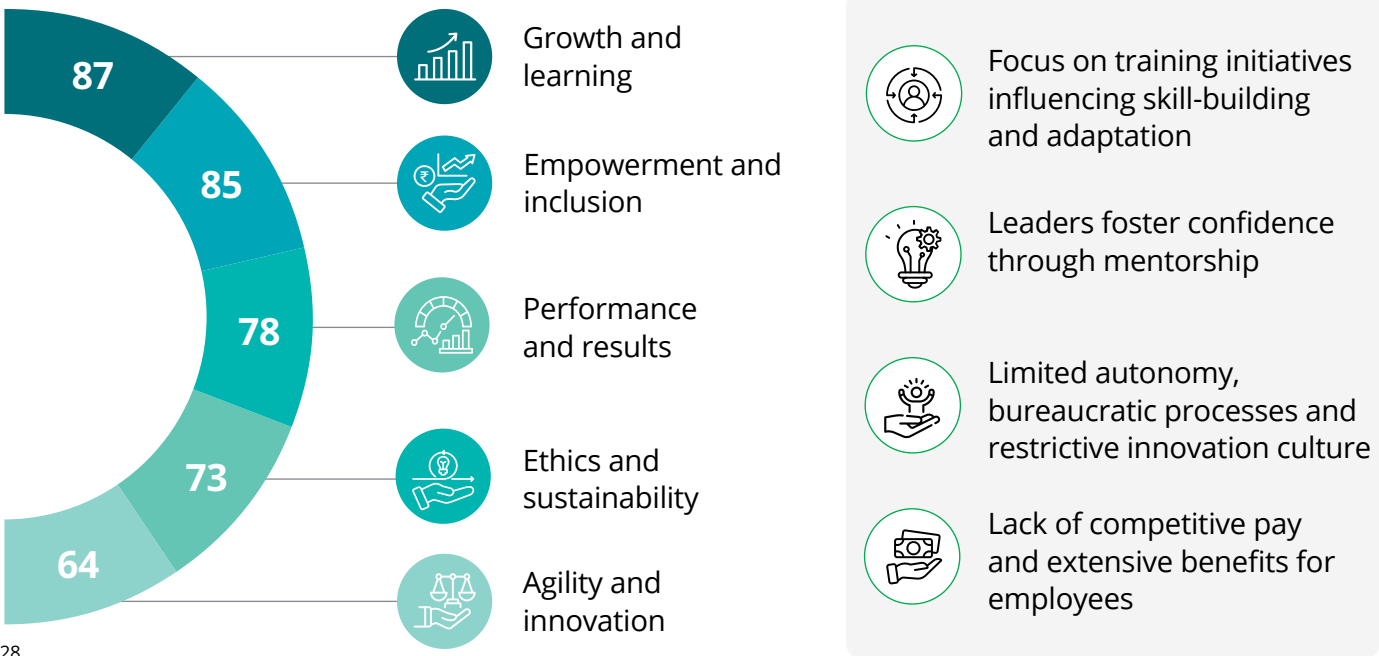 87
Growth and
learning
85
Empowerment and
inclusion
₹
78
Performance
and results
73
Ethics and
sustainability
64
Agility and
innovation
28
Focus on training initiatives
influencing skill-building
and adaptation
Leaders foster confidence
through mentorship
Limited autonomy,
bureaucratic processes and
restrictive innovation culture
Lack of competitive pay
and extensive benefits for
employees